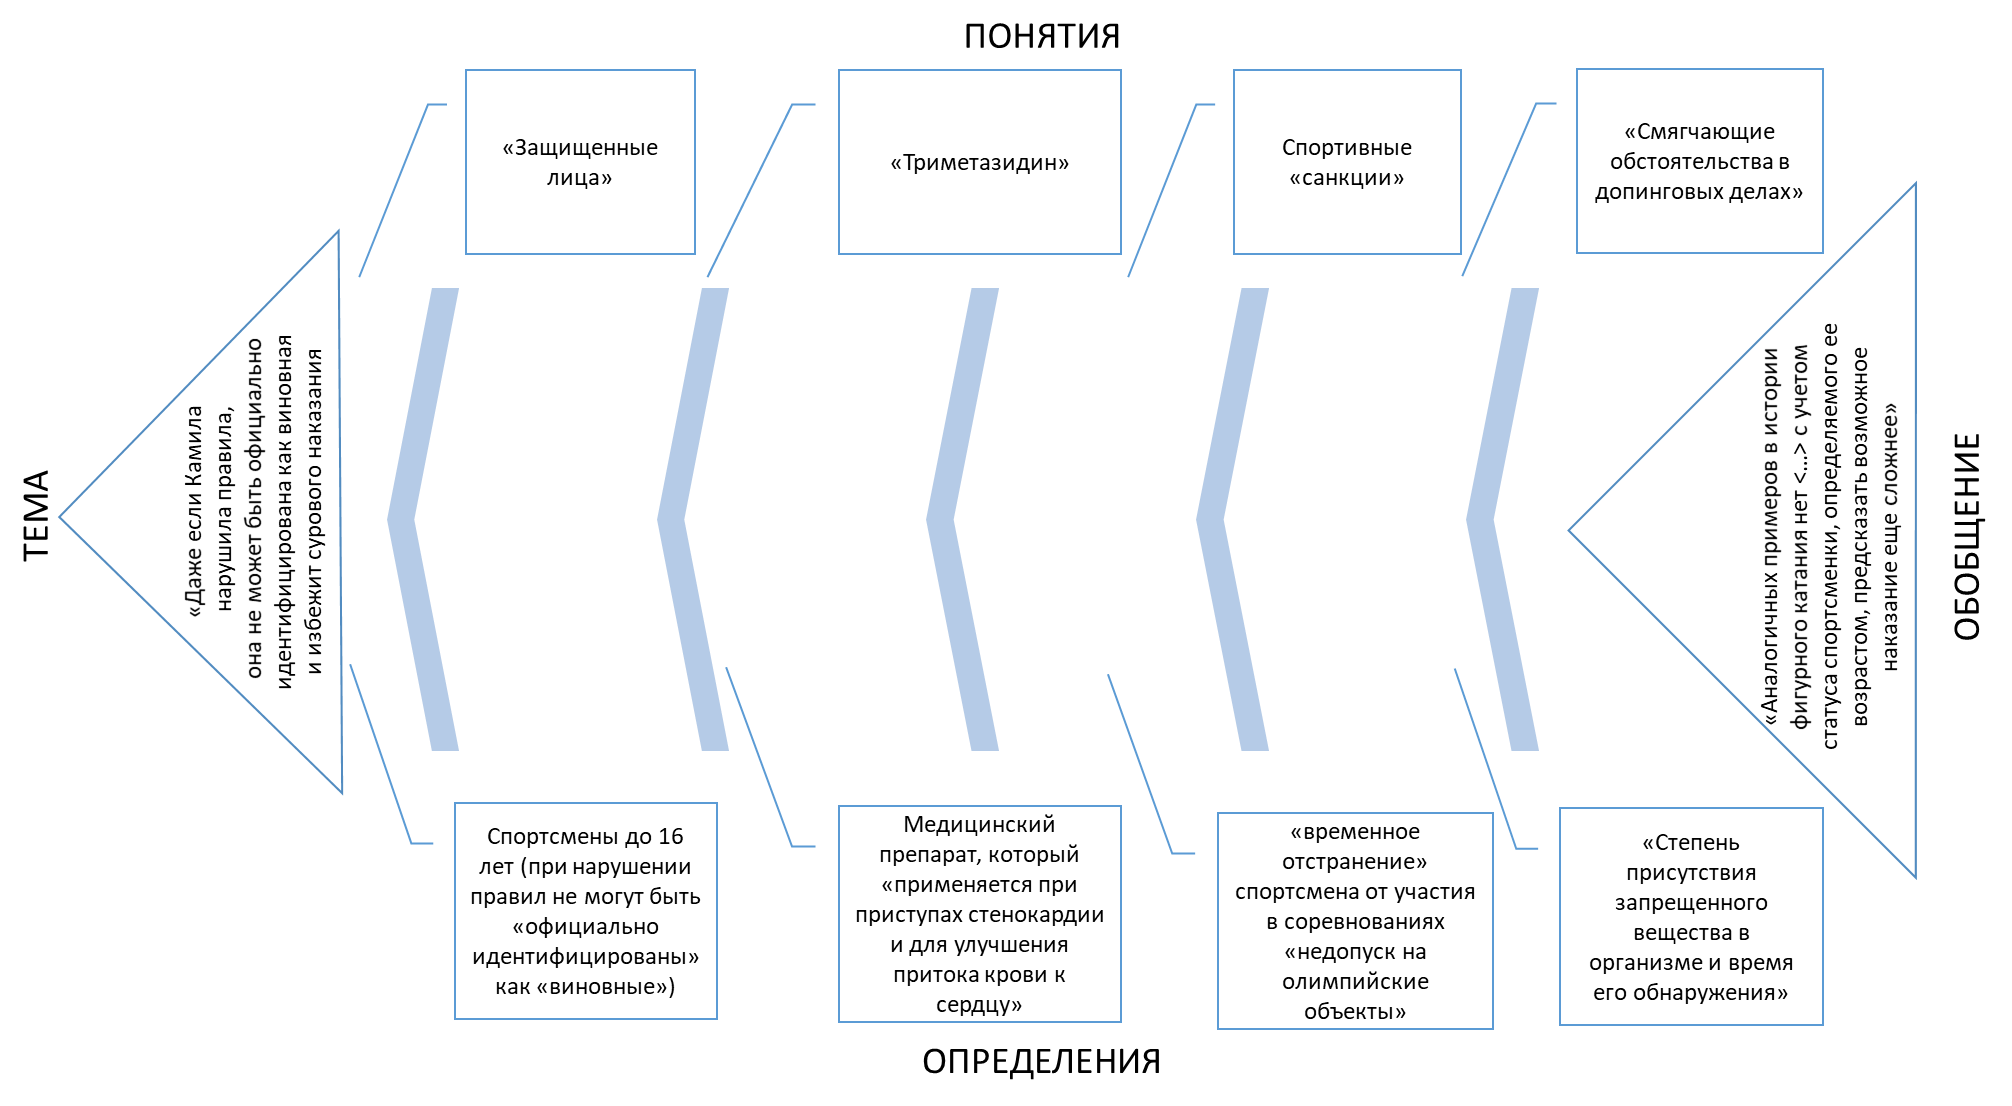 ПОНЯТИЯ
«Защищенные
лица»
«Триметазидин»
Спортивные
«санкции»
«Смягчающие
обстоятельства в
допинговых делах»
ТЕМА
«Даже если Камила
нарушила правила,
она не может быть официально
идентифицирована как виновная
и избежит сурового наказания
«Аналогичных примеров в истории
фигурного катания нет <…> с учетом
статуса спортсменки, определяемого ее
возрастом, предсказать возможное
наказание еще сложнее»
ОБОБЩЕНИЕ
Спортсмены до 16
лет (при нарушении
правил не могут быть
«официально
идентифицированы»
как «виновные»)
Медицинский
препарат, который
«применяется при
приступах стенокардии
и для улучшения
притока крови к
сердцу»
«временное
отстранение»
спортсмена от участия
в соревнованиях
«недопуск на
олимпийские
объекты»
«Степень
присутствия
запрещенного
вещества в
организме и время
его обнаружения»
ОПРЕДЕЛЕНИЯ